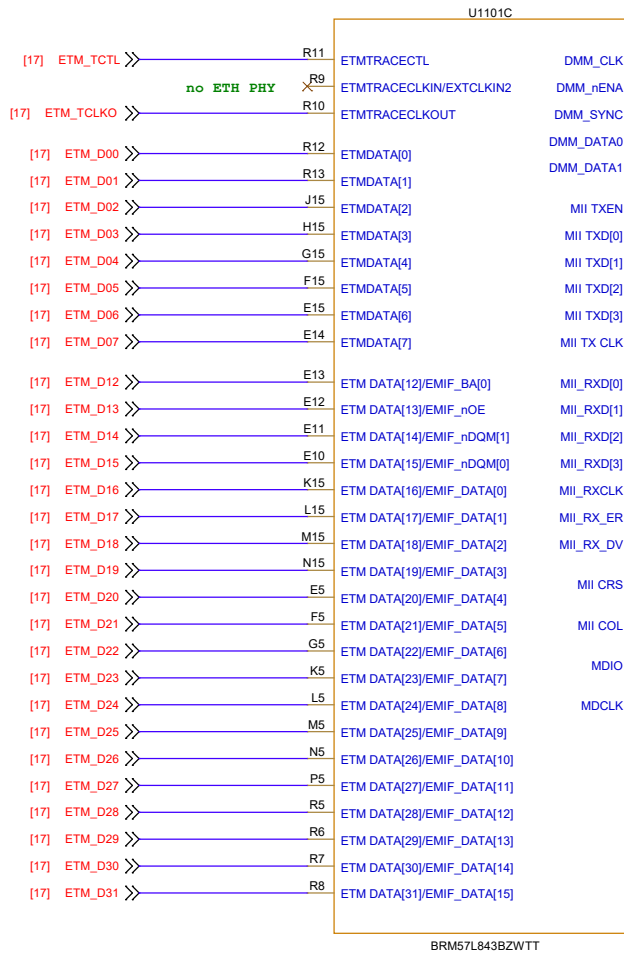 U1101C
[17] ETM_TCTL R11 ETMTRACECTL DMM_CLK
no ETH PHY R9 ETMTRACECLKIN/EXTCLKIN2 DMM_nENA
[17] ETM_TCLKO R10 ETMTRACECLKOUT DMM_SYNC
DMM_DATA0
[17] ETM_D00 R12 ETMDATA[0]
DMM_DATA1
[17] ETM_D01 R13 ETMDATA[1]
[17] ETM_D02 J15 ETMDATA[2] MII TXEN
[17] ETM_D03 H15 ETMDATA[3] MII TXD[0]
[17] ETM_D04 G15 ETMDATA[4] MII TXD[1]
[17] ETM_D05 F15 ETMDATA[5] MII TXD[2]
[17] ETM_D06 E15 ETMDATA[6] MII TXD[3]
[17] ETM_D07 E14 ETMDATA[7] MII TX CLK
[17] ETM_D12 E13 ETM DATA[12]/EMIF_BA[0] MII_RXD[0]
[17] ETM_D13 E12 ETM DATA[13]/EMIF_nOE MII_RXD[1]
[17] ETM_D14 E11 ETM DATA[14]/EMIF_nDQM[1] MII_RXD[2]
[17] ETM_D15 E10 ETM DATA[15]/EMIF_nDQM[0] MII_RXD[3]
[17] ETM_D16 K15 ETM DATA[16]/EMIF_DATA[0] MII_RXCLK
[17] ETM_D17 L15 ETM DATA[17]/EMIF_DATA[1] MII_RX_ER
[17] ETM_D18 M15 ETM DATA[18]/EMIF_DATA[2] MII_RX_DV
[17] ETM_D19 N15 ETM DATA[19]/EMIF_DATA[3]
MII CRS
[17] ETM_D20 E5 ETM DATA[20]/EMIF_DATA[4]
[17] ETM_D21 F5 ETM DATA[21]/EMIF_DATA[5] MII COL
[17] ETM_D22 G5 ETM DATA[22]/EMIF_DATA[6]
MDIO
[17] ETM_D23 K5 ETM DATA[23]/EMIF_DATA[7]
[17] ETM_D24 L5 ETM DATA[24]/EMIF_DATA[8] MDCLK
[17] ETM_D25 M5 ETM DATA[25]/EMIF_DATA[9]
[17] ETM_D26 N5 ETM DATA[26]/EMIF_DATA[10]
[17] ETM_D27 P5 ETM DATA[27]/EMIF_DATA[11]
[17] ETM_D28 R5 ETM DATA[28]/EMIF_DATA[12]
[17] ETM_D29 R6 ETM DATA[29]/EMIF_DATA[13]
[17] ETM_D30 R7 ETM DATA[30]/EMIF_DATA[14]
[17] ETM_D31 R8 ETM DATA[31]/EMIF_DATA[15]
BRM57L843BZWTT